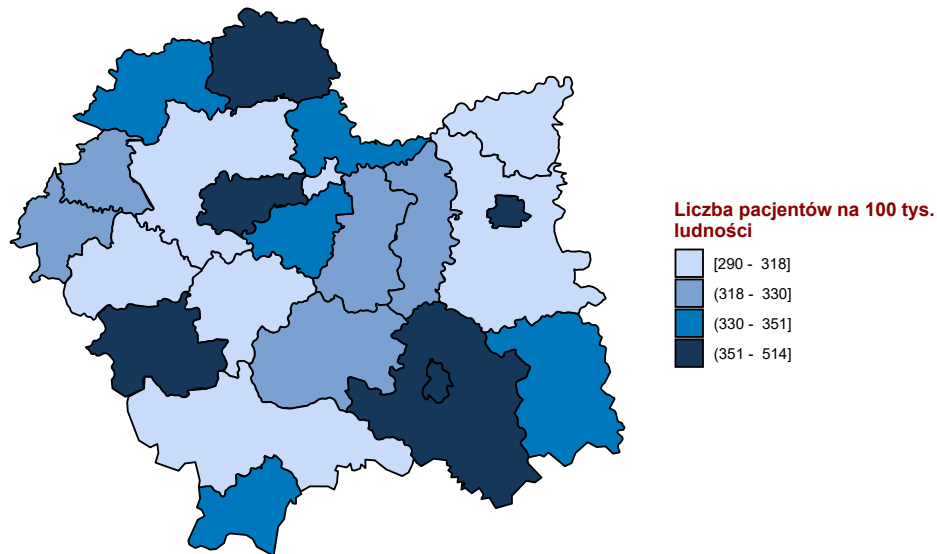 Liczba pacjentów na 100 tys.
ludności
[290 - 318]
(318 - 330]
(330 - 351]
(351 - 514]